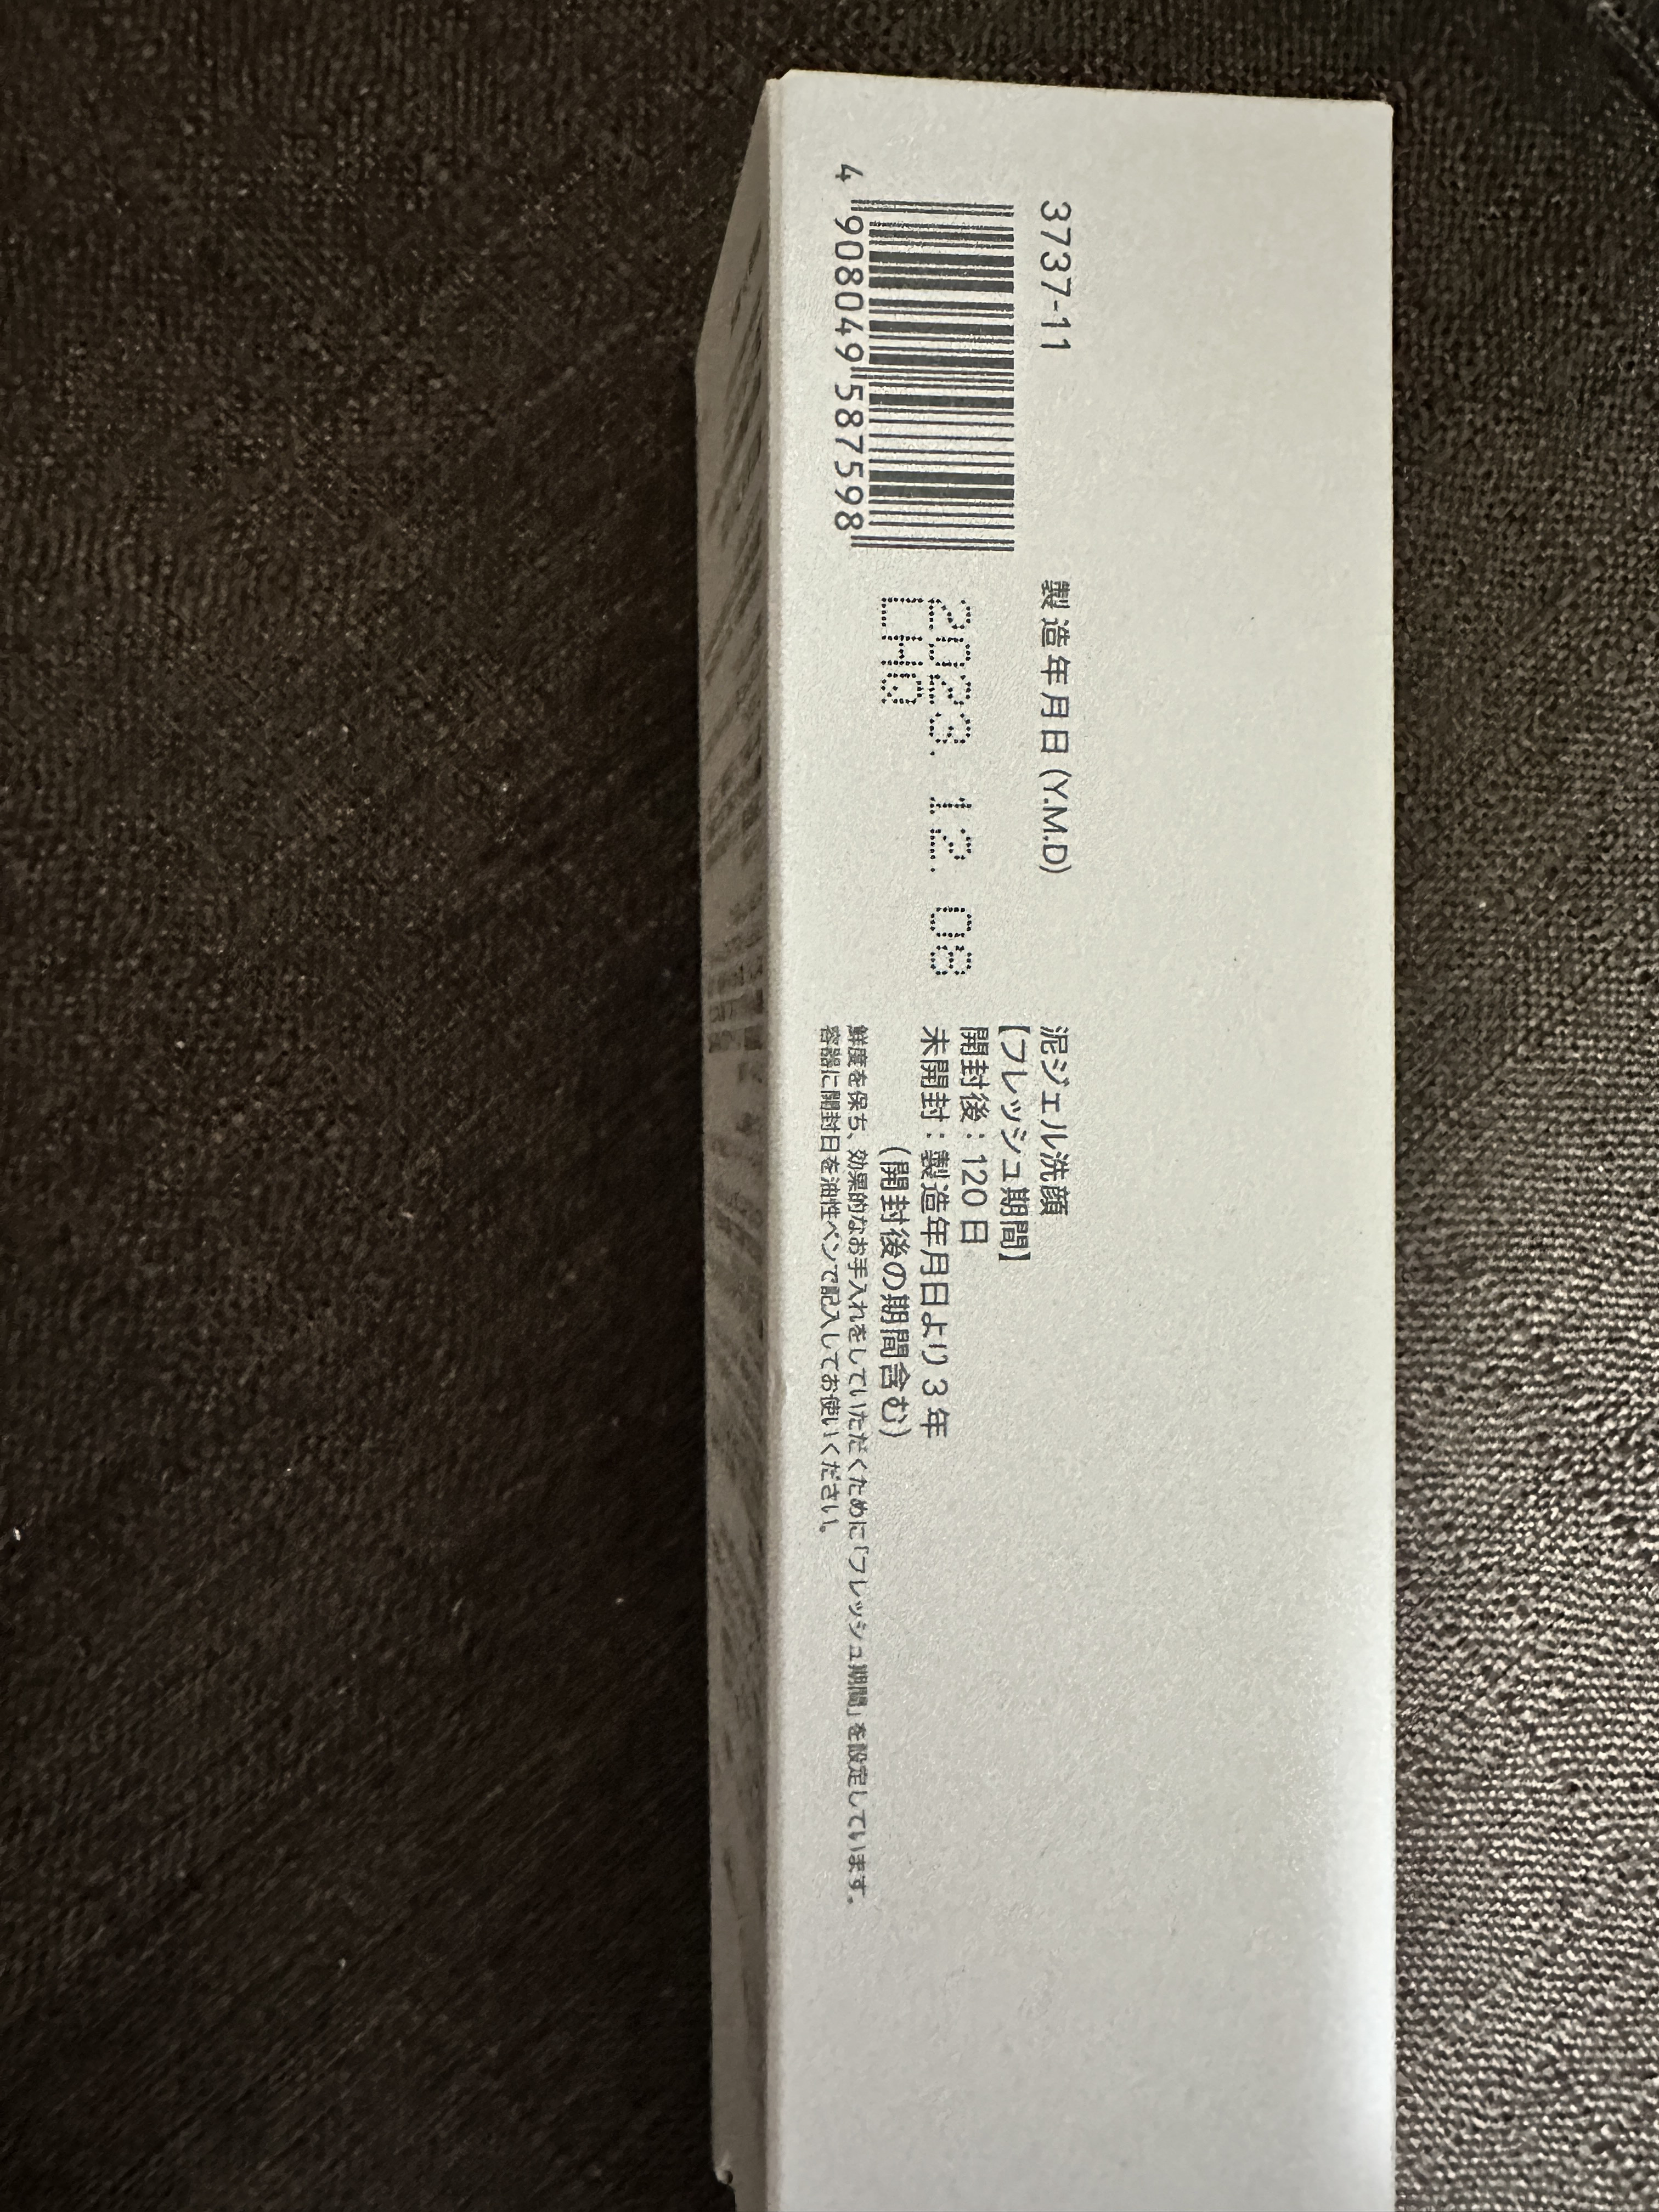 3737-11
4 908049 587598
製造年月日 (Y.M.D)
2023. 12. 08
LHQ
泥ジェル洗顔
【フレッシュ期間】
開封後：120日
未開封：製造年月日より3年
（開封後の期間含む）
鮮度を保ち、効果的なお手入れをしていただくために「フレッシュ期間」を設定しています。
容器に開封日を油性ペンで記入してお使いください。